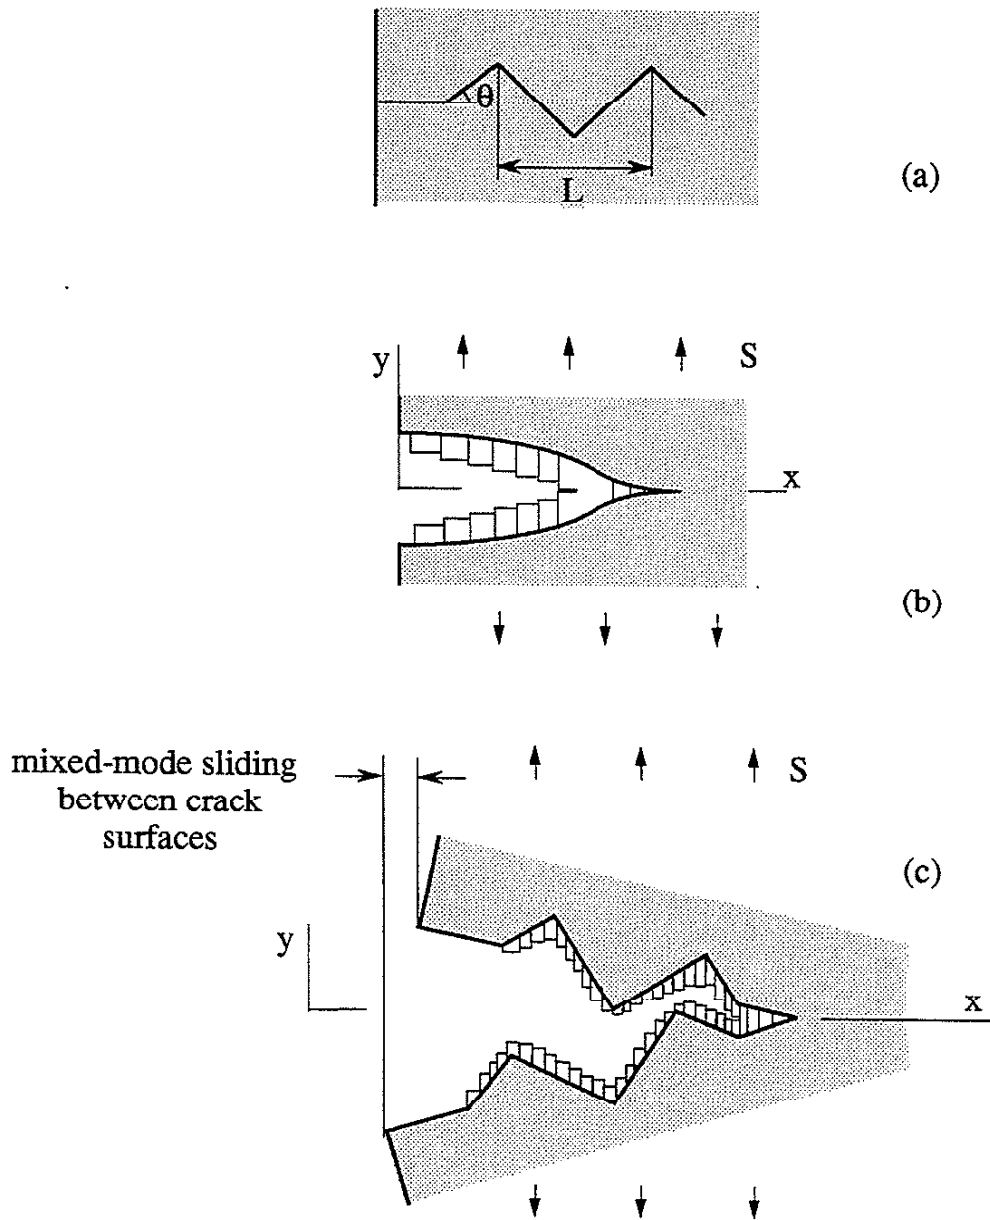 θ
L
(a)
y
S
x
(b)
mixed-mode sliding
between crack
surfaces
S
(c)
y
x